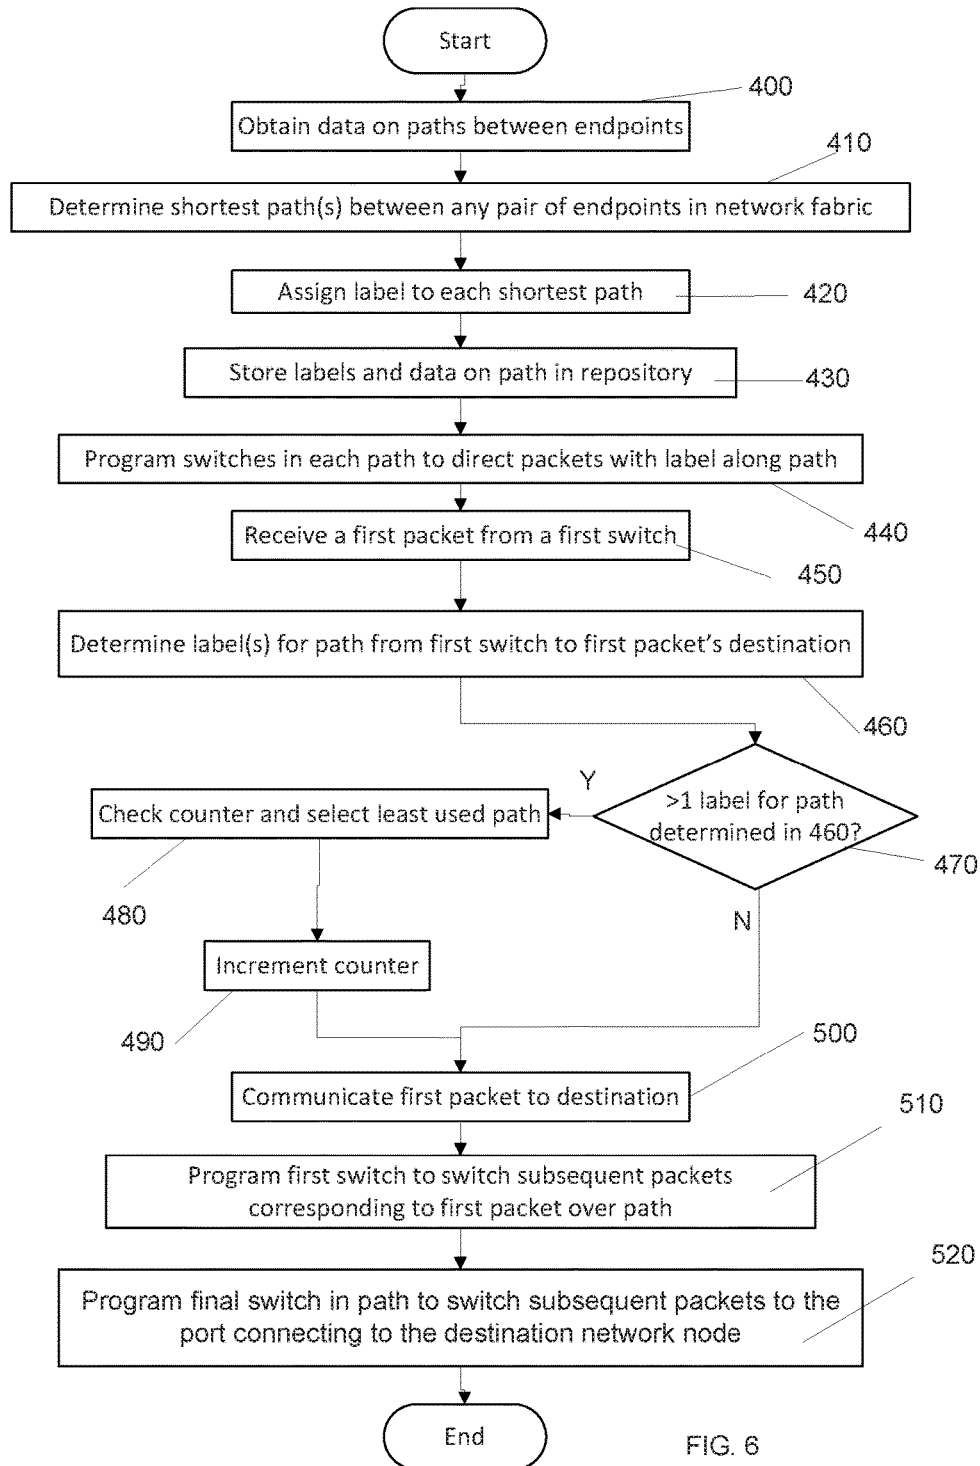 Start
400
Obtain data on paths between endpoints
410
Determine shortest path(s) between any pair of endpoints in network fabric
Assign label to each shortest path
420
Store labels and data on path in repository
430
Program switches in each path to direct packets with label along path
440
Receive a first packet from a first switch
450
Determine label(s) for path from first switch to first packet's destination
460
Y
>1 label for path
determined in 460?
470
Check counter and select least used path
480
N
Increment counter
490
500
Communicate first packet to destination
510
Program first switch to switch subsequent packets
corresponding to first packet over path
520
Program final switch in path to switch subsequent packets to the
port connecting to the destination network node
End
FIG. 6